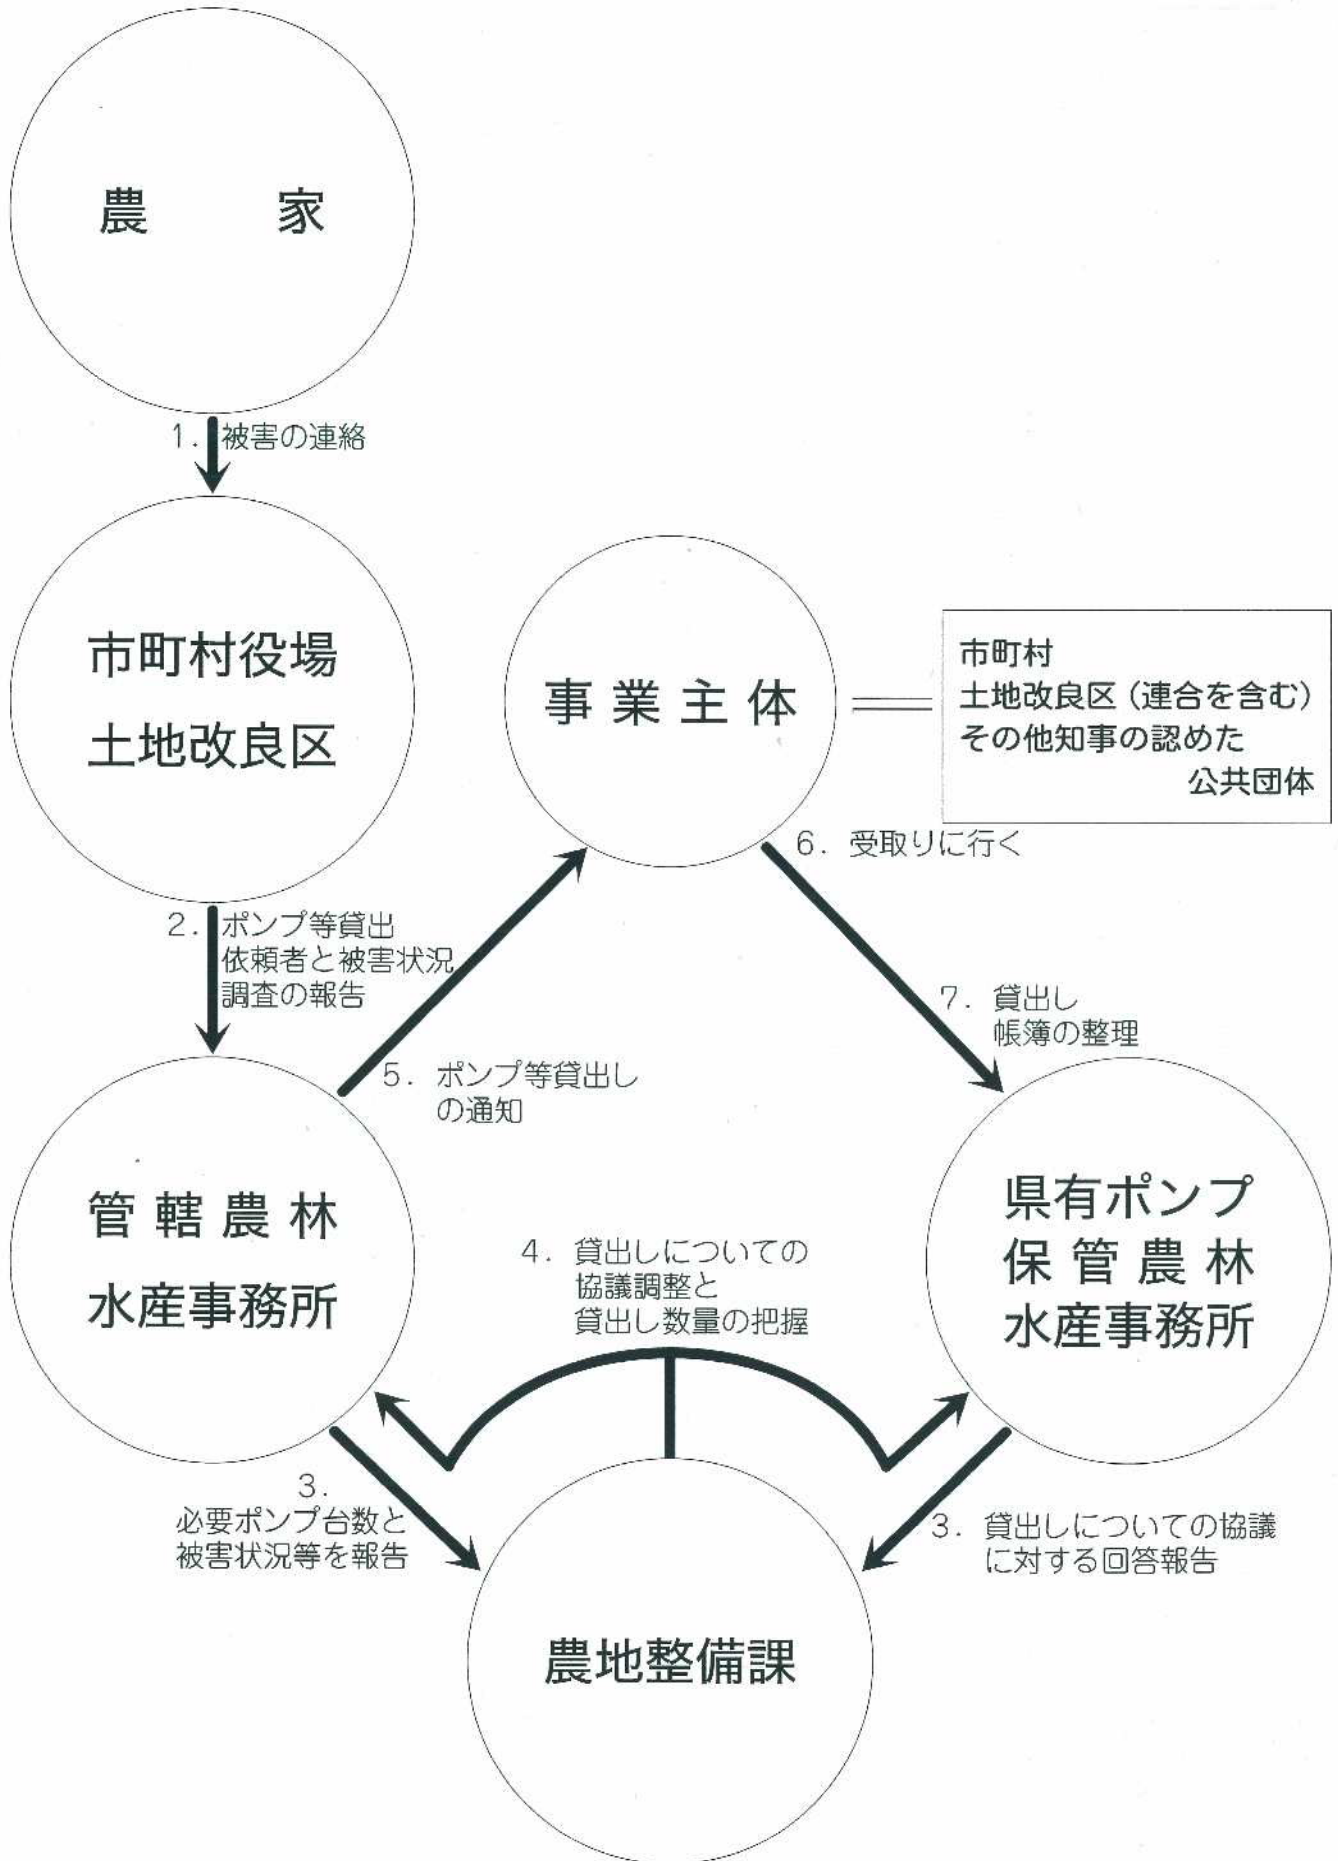 農 家
1. 被害の連絡
市町村役場
土地改良区
事業主体
市町村
土地改良区（連合を含む）
その他知事の認めた
公共団体
2. ポンプ等貸出
依頼者と被害状況
調査の報告
6. 受取りに行く
7. 貸出し
帳簿の整理
5. ポンプ等貸出し
の通知
管轄農林
水産事務所
県有ポンプ
保管農林
水産事務所
4. 貸出しについての
協議調整と
貸出し数量の把握
3.
必要ポンプ台数と
被害状況等を報告
3. 貸出しについての協議
に対する回答報告
農地整備課